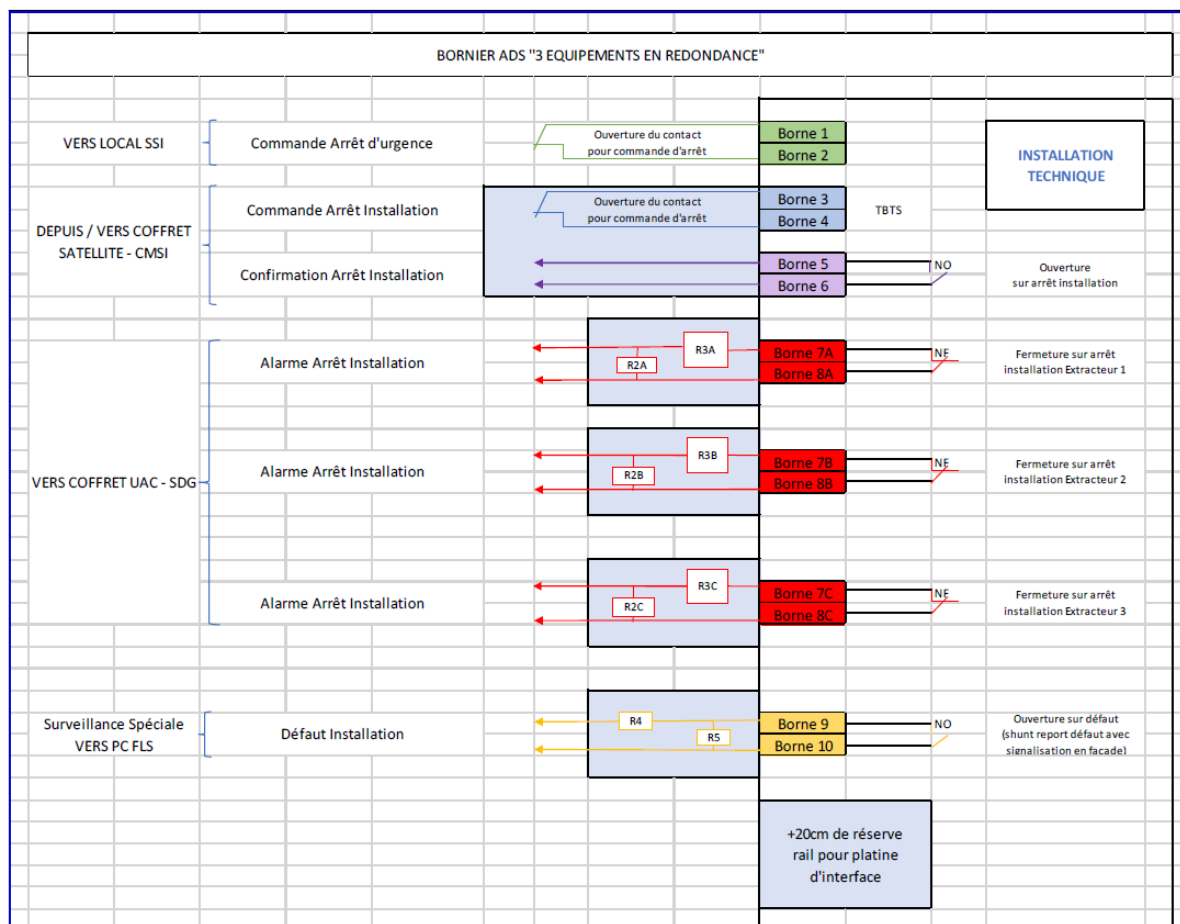 BORNIER ADS "3 EQUIPEMENTS EN REDONDANCE"
VERS LOCAL SSI
Commande Arrêt d'urgence
Ouverture du contact
pour commande d'arrêt
Borne 1
Borne 2
INSTALLATION
TECHNIQUE
DEPUIS / VERS COFFRET
SATELLITE - CMSI
Commande Arrêt Installation
Ouverture du contact
pour commande d'arrêt
Borne 3
Borne 4
TBTS
Confirmation Arrêt Installation
Borne 5
Borne 6
NO
Ouverture
sur arrêt installation
VERS COFFRET UAC - SDG
Alarme Arrêt Installation
R3A
R2A
Borne 7A
Borne 8A
NF
Fermeture sur arrêt
installation Extracteur 1
Alarme Arrêt Installation
R3B
R2B
Borne 7B
Borne 8B
NF
Fermeture sur arrêt
installation Extracteur 2
Alarme Arrêt Installation
R3C
R2C
Borne 7C
Borne 8C
NF
Fermeture sur arrêt
installation Extracteur 3
Surveillance Spéciale
VERS PC FLS
Défaut Installation
R4
R5
Borne 9
Borne 10
NO
Ouverture sur défaut
(shunt report défaut avec
signalisation en facade)
+20cm de réserve
rail pour platine
d'interface